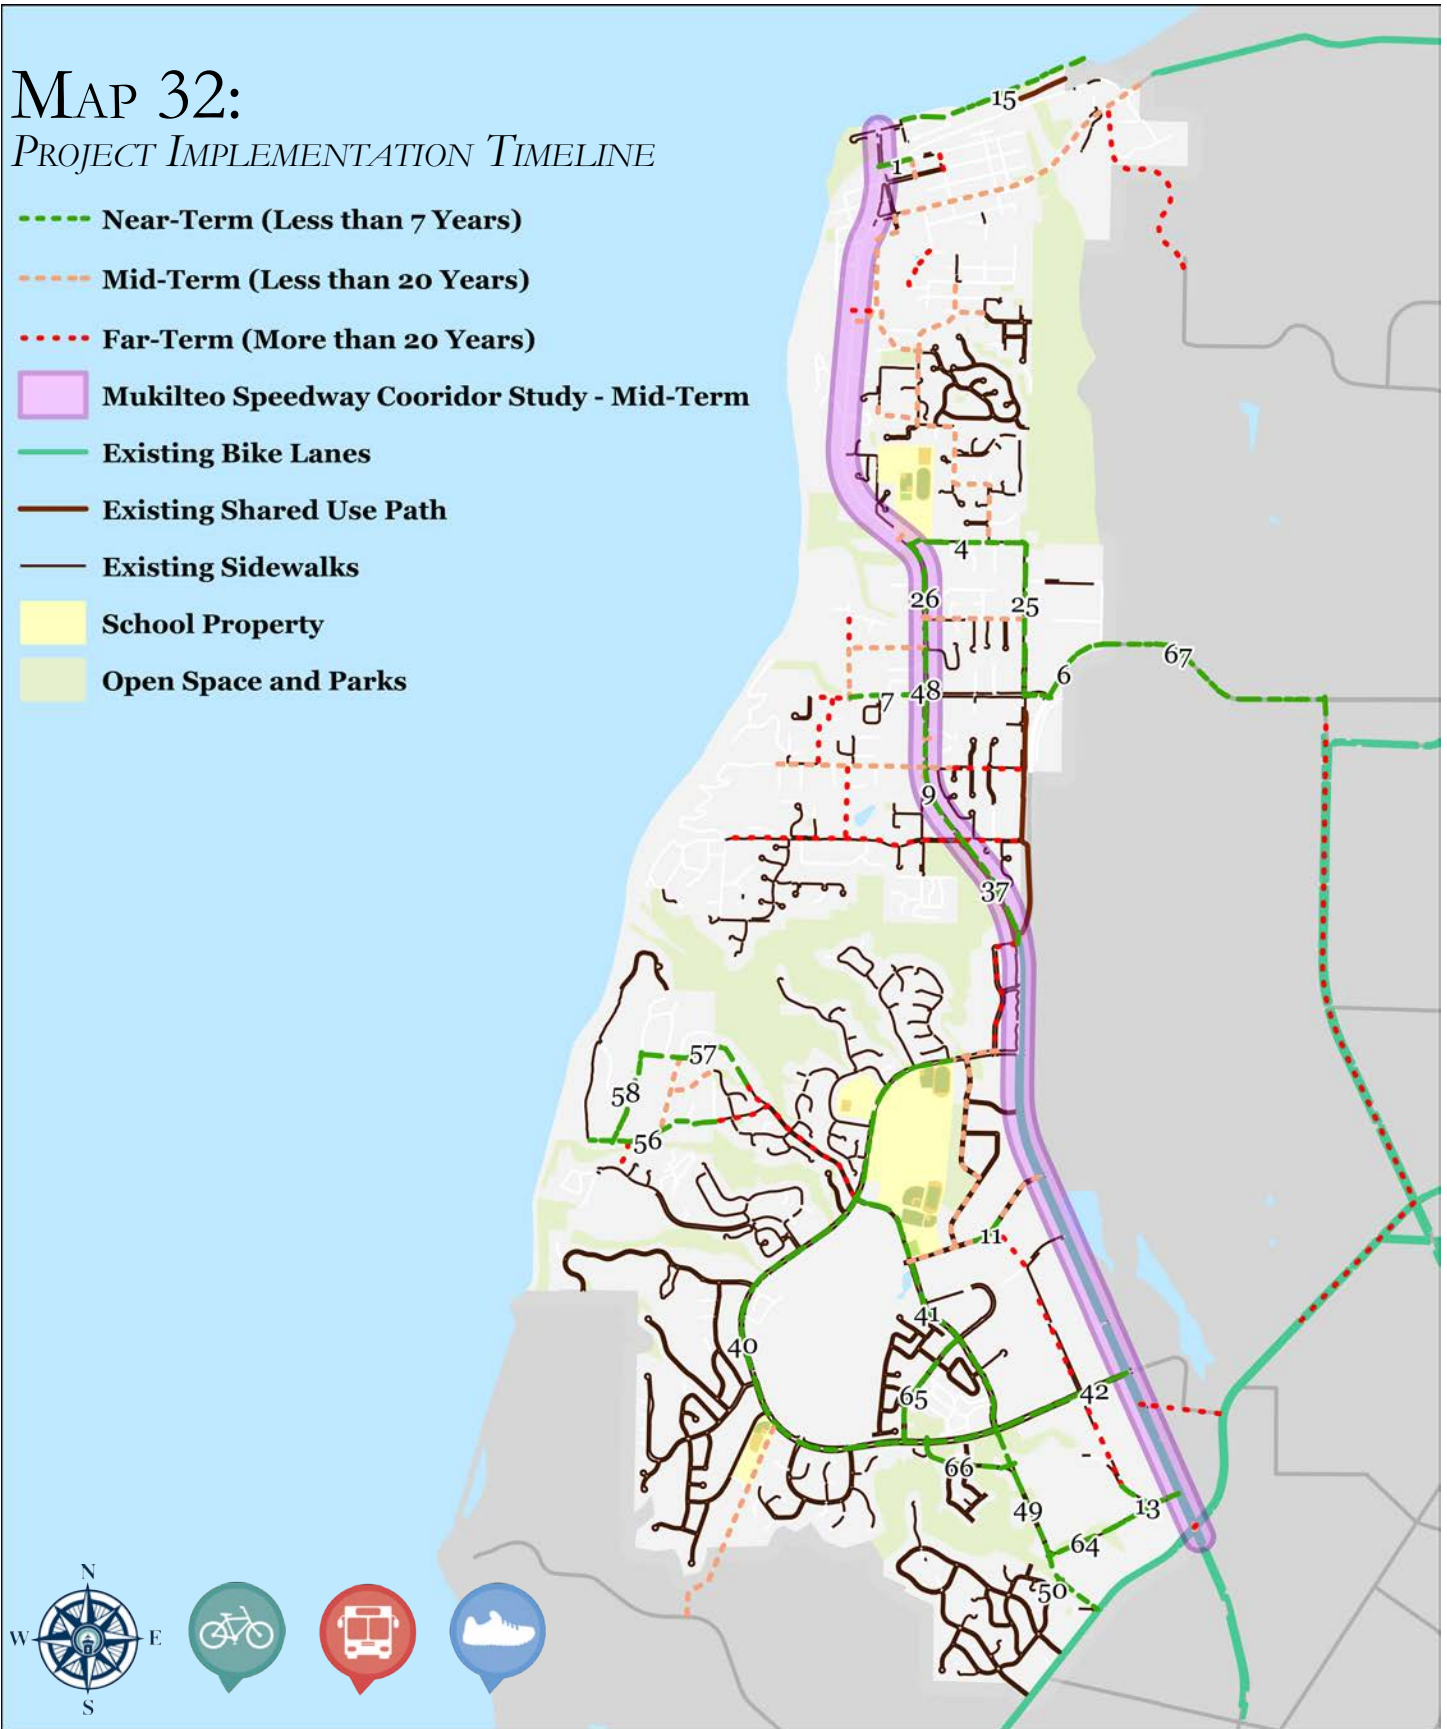 MAP 32:
PROJECT IMPLEMENTATION TIMELINE
Near-Term (Less than 7 Years)
Mid-Term (Less than 20 Years)
Far-Term (More than 20 Years)
Mukilteo Speedway Cooridor Study - Mid-Term
Existing Bike Lanes
Existing Shared Use Path
Existing Sidewalks
School Property
Open Space and Parks
15
1
4
26
25
67
6
7
48
9
37
57
58
56
11
41
40
65
42
66
49
13
64
50
N
W
E
S